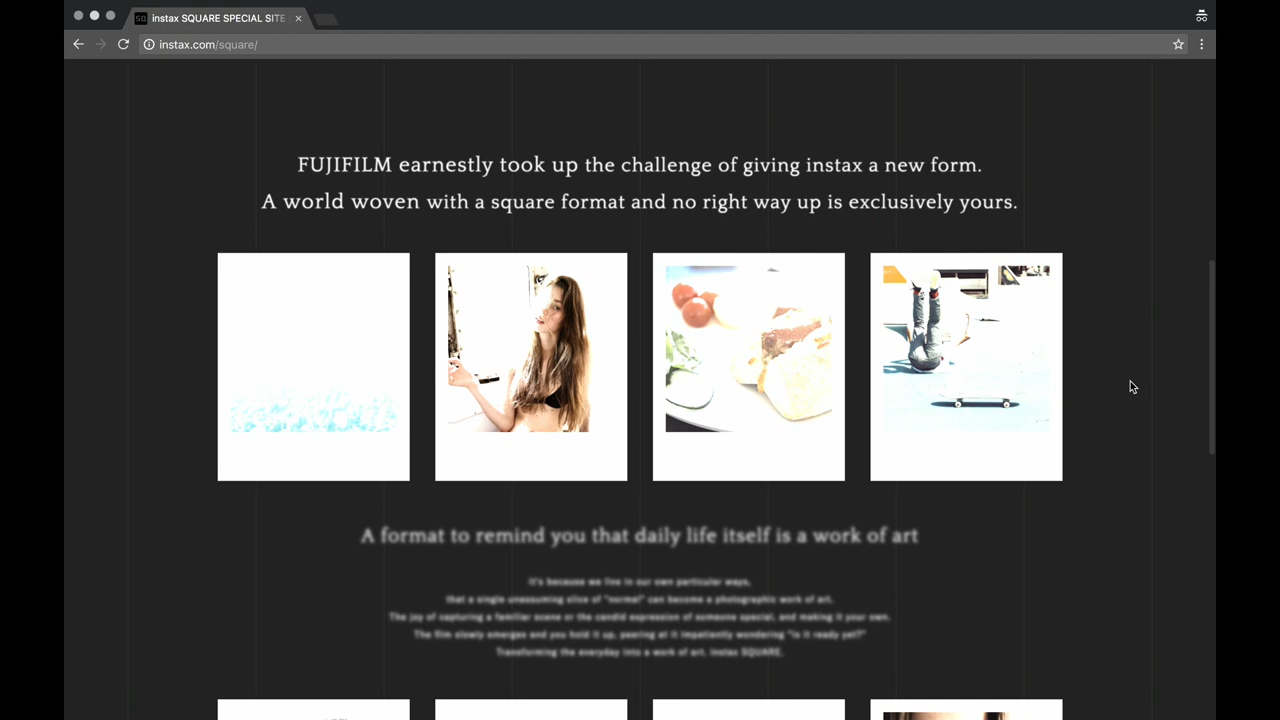 instax SQUARE SPECIAL SITE
instax.com/square/
FUJIFILM earnestly took up the challenge of giving instax a new form.
A world woven with a square format and no right way up is exclusively yours.
A format to remind you that daily life itself is a work of art
It's because we live in our own particular ways,
that a single unassuming slice of "normal" can become a photographic work of art.
The joy of capturing a familiar scene or the candid expression of someone special, and making it your own.
The film slowly emerges and you hold it up, peering at it impatiently wondering "is it ready yet?"
Transforming the everyday into a work of art. instax SQUARE.